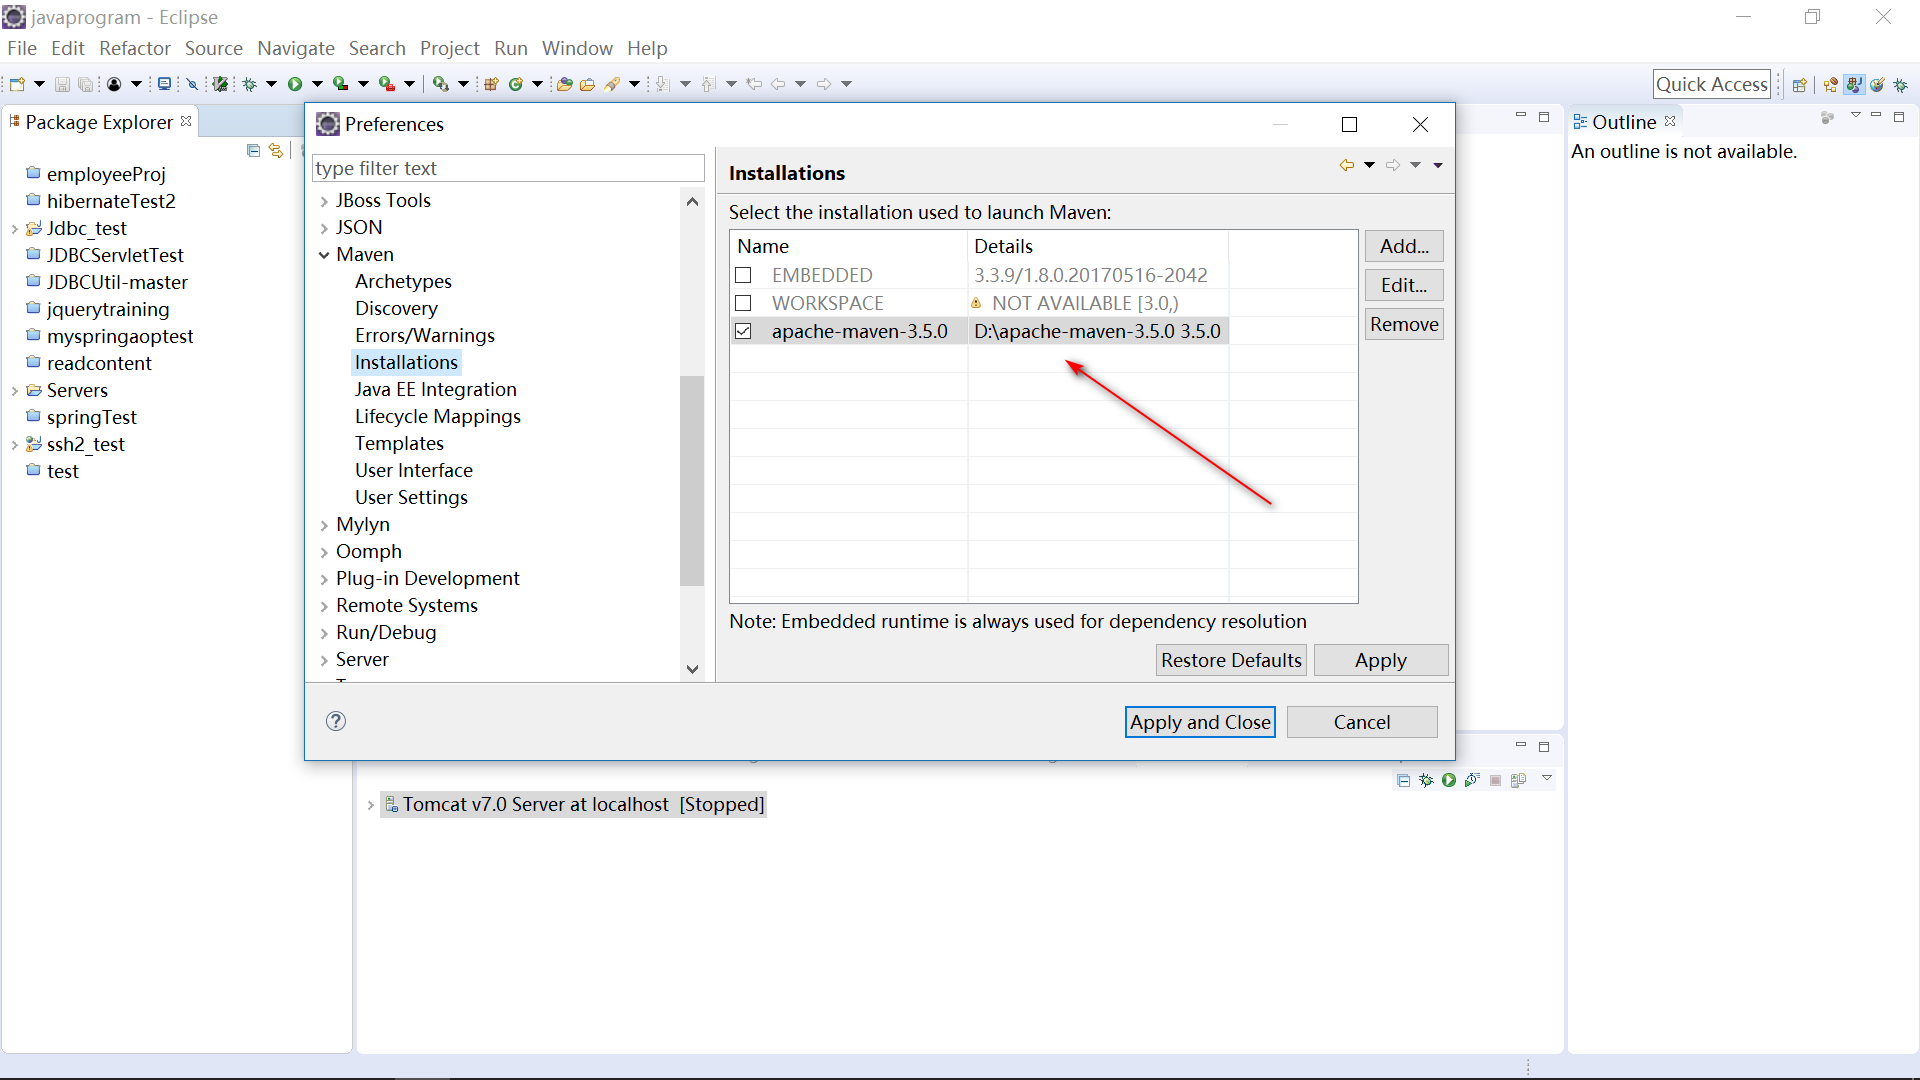 javaprogram - Eclipse
File Edit Refactor Source Navigate Search Project Run Window Help
Quick Access
Package Explorer
employeeProj
hibernateTest2
Jdbc_test
JDBCServletTest
JDBCUtil-master
jquerytraining
myspringaoptest
readcontent
Servers
springTest
ssh2_test
test
Preferences
type filter text
JBoss Tools
JSON
Maven
Archetypes
Discovery
Errors/Warnings
Installations
Java EE Integration
Lifecycle Mappings
Templates
User Interface
User Settings
Mylyn
Oomph
Plug-in Development
Remote Systems
Run/Debug
Server
Installations
Select the installation used to launch Maven:
Name Details
EMBEDDED 3.3.9/1.8.0.20170516-2042
WORKSPACE NOT AVAILABLE [3.0,)
apache-maven-3.5.0 D:\apache-maven-3.5.0 3.5.0
Add...
Edit...
Remove
Note: Embedded runtime is always used for dependency resolution
Restore Defaults Apply
Apply and Close Cancel
Outline
An outline is not available.
Tomcat v7.0 Server at localhost [Stopped]